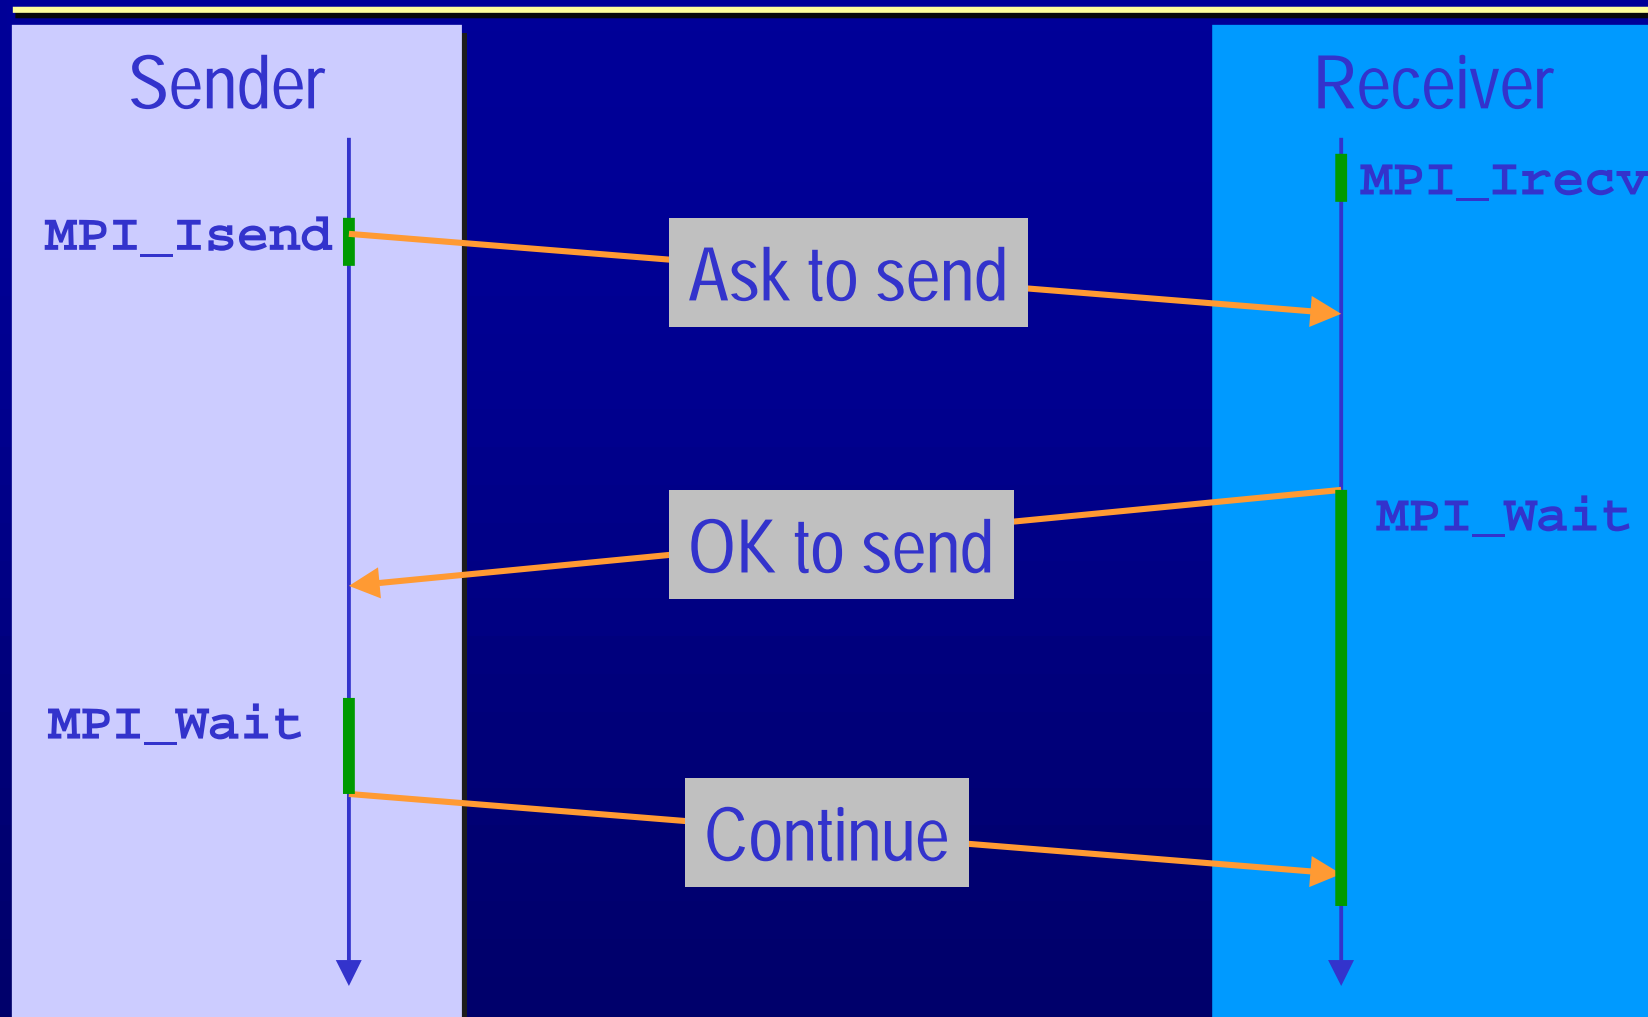 Sender
Receiver
MPI_Irecv
MPI_Isend
Ask to send
OK to send
MPI_Wait
MPI_Wait
Continue